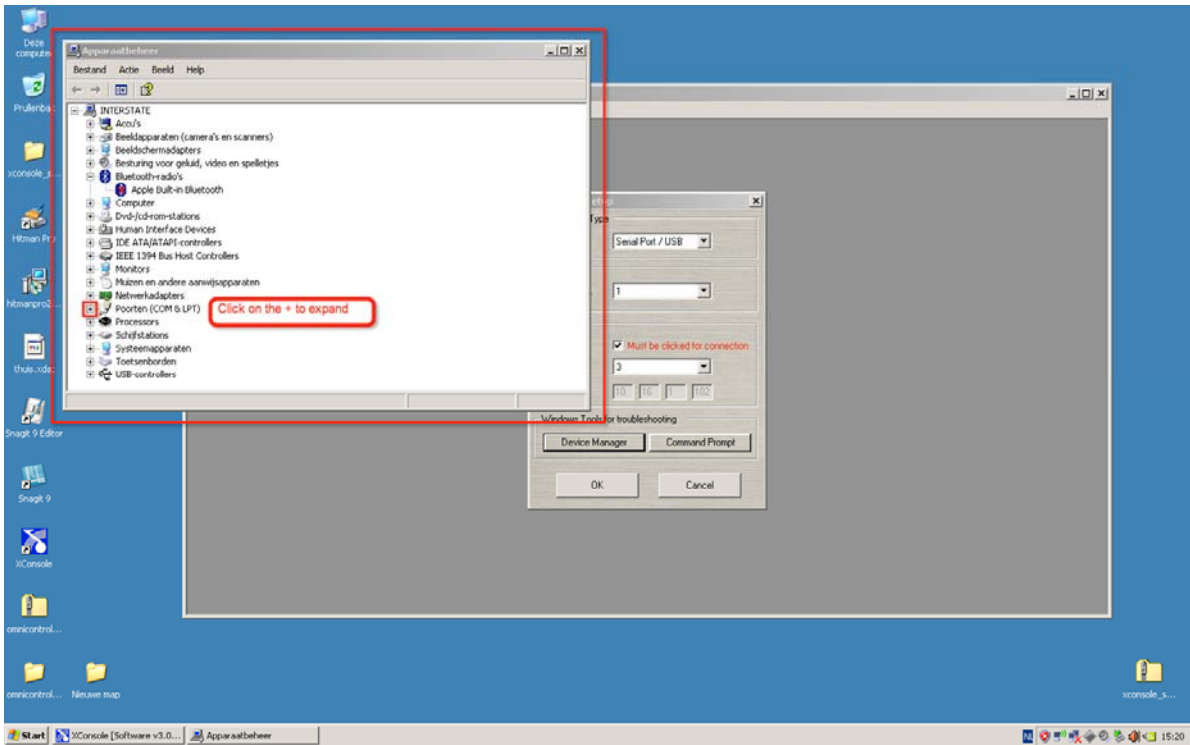 Deze
computer
Prullenba
xconsole_s...
Hitman Pro
hitmanpro2...
thuis.xda
Snagit 9 Editor
Snagit 9
XConsole
omnicontrol...
omnicontrol...
Nieuwe map
Apparaatbeheer
Bestand Actie Beeld Help
INTERSTATE
Accu's
Beeldapparaten (camera's en scanners)
Beeldschermadapters
Besturing voor geluid, video en spelletjes
Bluetooth-radio's
Apple Built-in Bluetooth
Computer
Dvd-/cd-rom-stations
Human Interface Devices
IDE ATA/ATAPI-controllers
IEEE 1394 Bus Host Controllers
Monitors
Muizen en andere aanwijsapparaten
Netwerkadapters
Poorten (COM & LPT)
Click on the + to expand
Processors
Schijfstations
Systeemapparaten
Toetsenborden
USB-controllers
Type
Serial Port / USB
1
Must be clicked for connection
3
10 16 1 102
Windows Tools for troubleshooting
Device Manager Command Prompt
OK Cancel
xconsole_s...
Start XConsole [Software v3.0... Apparaatbeheer NL 15:20